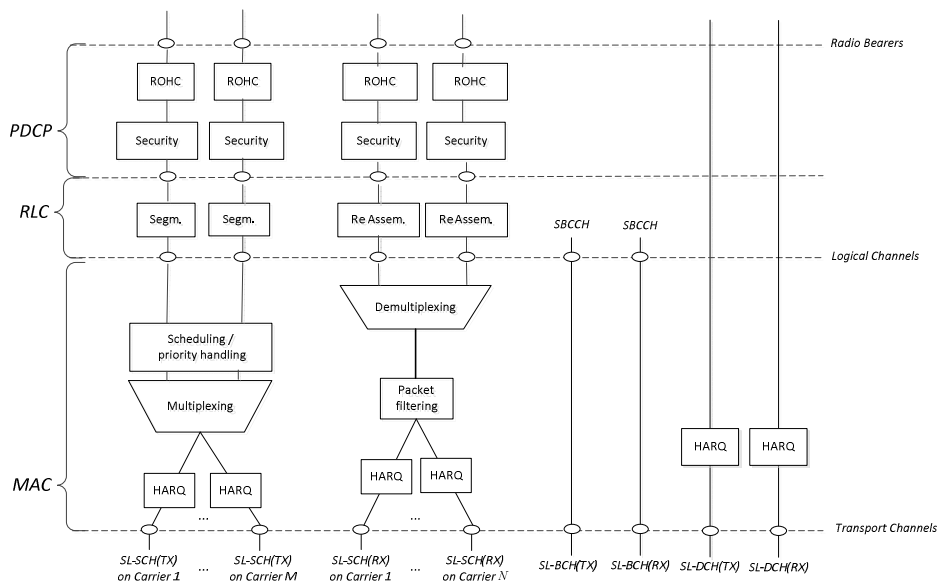 Radio Bearers
ROHC ROHC ROHC ROHC
PDCP
Security Security Security Security
RLC
Segm. Segm. Re Assem. Re Assem.
SBCCH SBCCH
Logical Channels
Demultiplexing
Scheduling /
priority handling
Packet
filtering
Multiplexing
HARQ HARQ
HARQ HARQ
MAC
HARQ HARQ
... ...
Transport Channels
SL-SCH(TX)
on Carrier 1
...
SL-SCH(TX)
on Carrier M
SL-SCH(RX)
on Carrier 1
...
SL-SCH(RX)
on Carrier N
SL-BCH(TX) SL-BCH(RX) SL-DCH(TX) SL-DCH(RX)